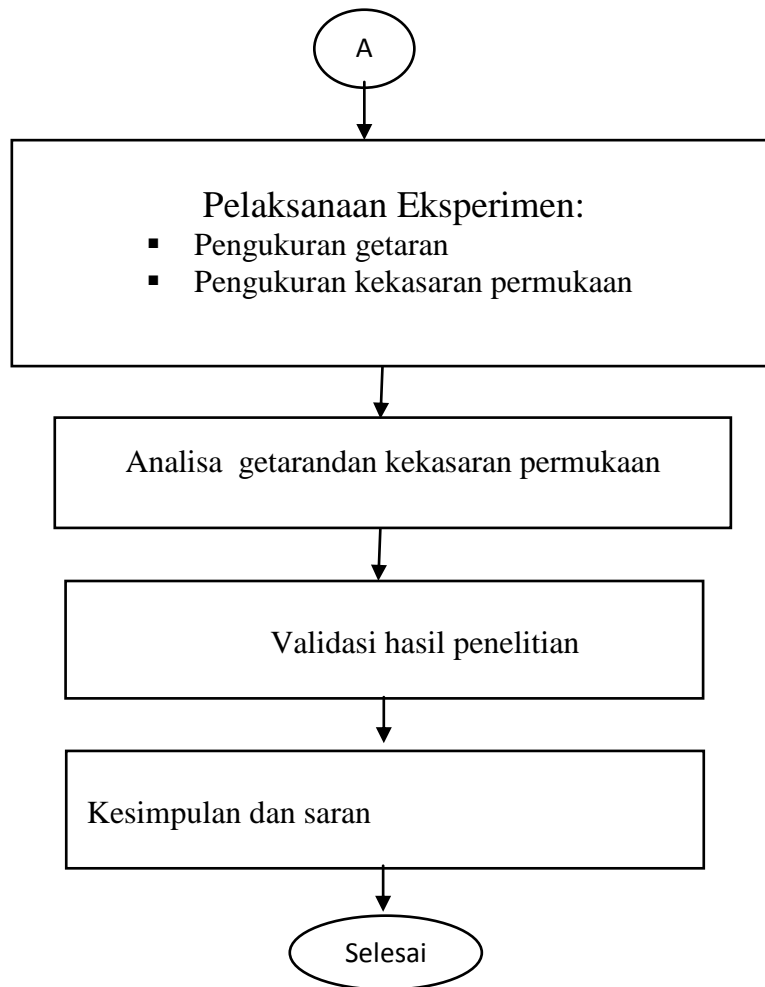 A
Pelaksanaan Eksperimen:
▪ Pengukuran getaran
▪ Pengukuran kekasaran permukaan
Analisa getarandan kekasaran permukaan
Validasi hasil penelitian
Kesimpulan dan saran
Selesai